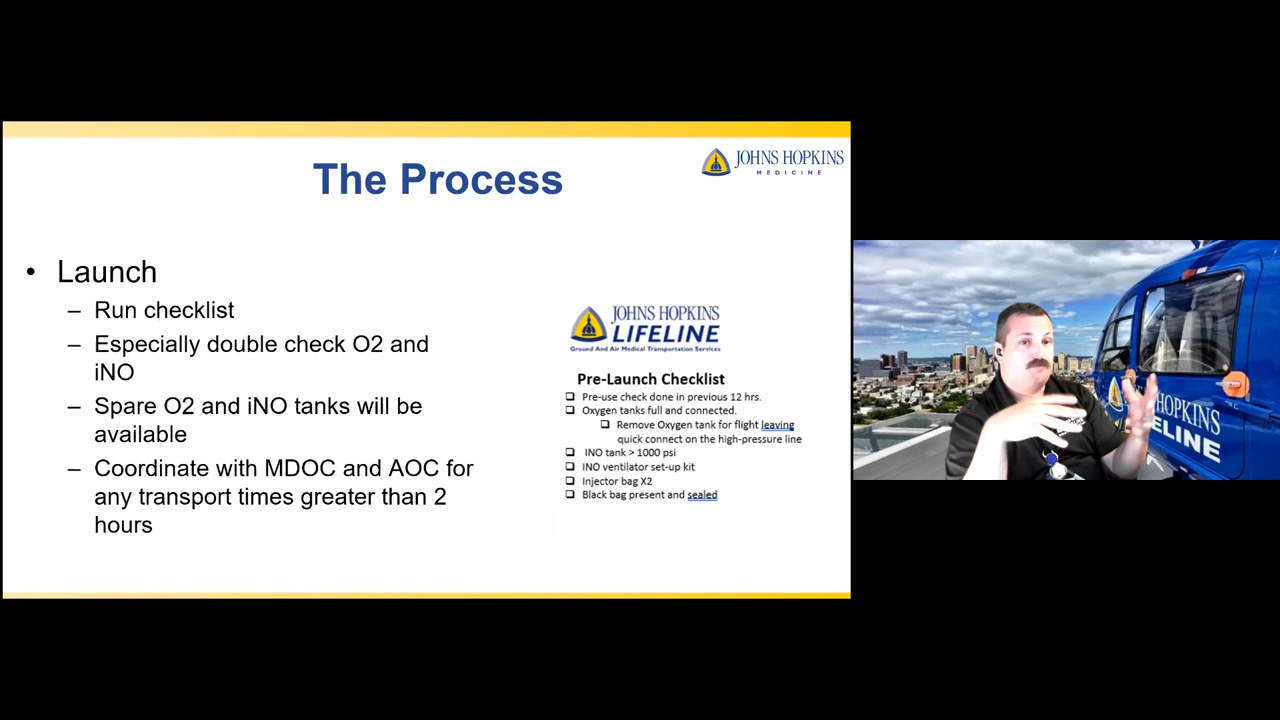 The Process
JOHNS HOPKINS
MEDICINE
• Launch
– Run checklist
– Especially double check O2 and
iNO
– Spare O2 and iNO tanks will be
available
– Coordinate with MDOC and AOC for
any transport times greater than 2
hours
JOHNS HOPKINS
LIFELINE
Ground And Air Medical Transportation Services
Pre-Launch Checklist
❑ Pre-use check done in previous 12 hrs.
❑ Oxygen tanks full and connected.
❑ Remove Oxygen tank for flight leaving
quick connect on the high-pressure line
❑ INO tank > 1000 psi
❑ INO ventilator set-up kit
❑ Injector bag X2
❑ Black bag present and sealed
HOPKINS
ELINE